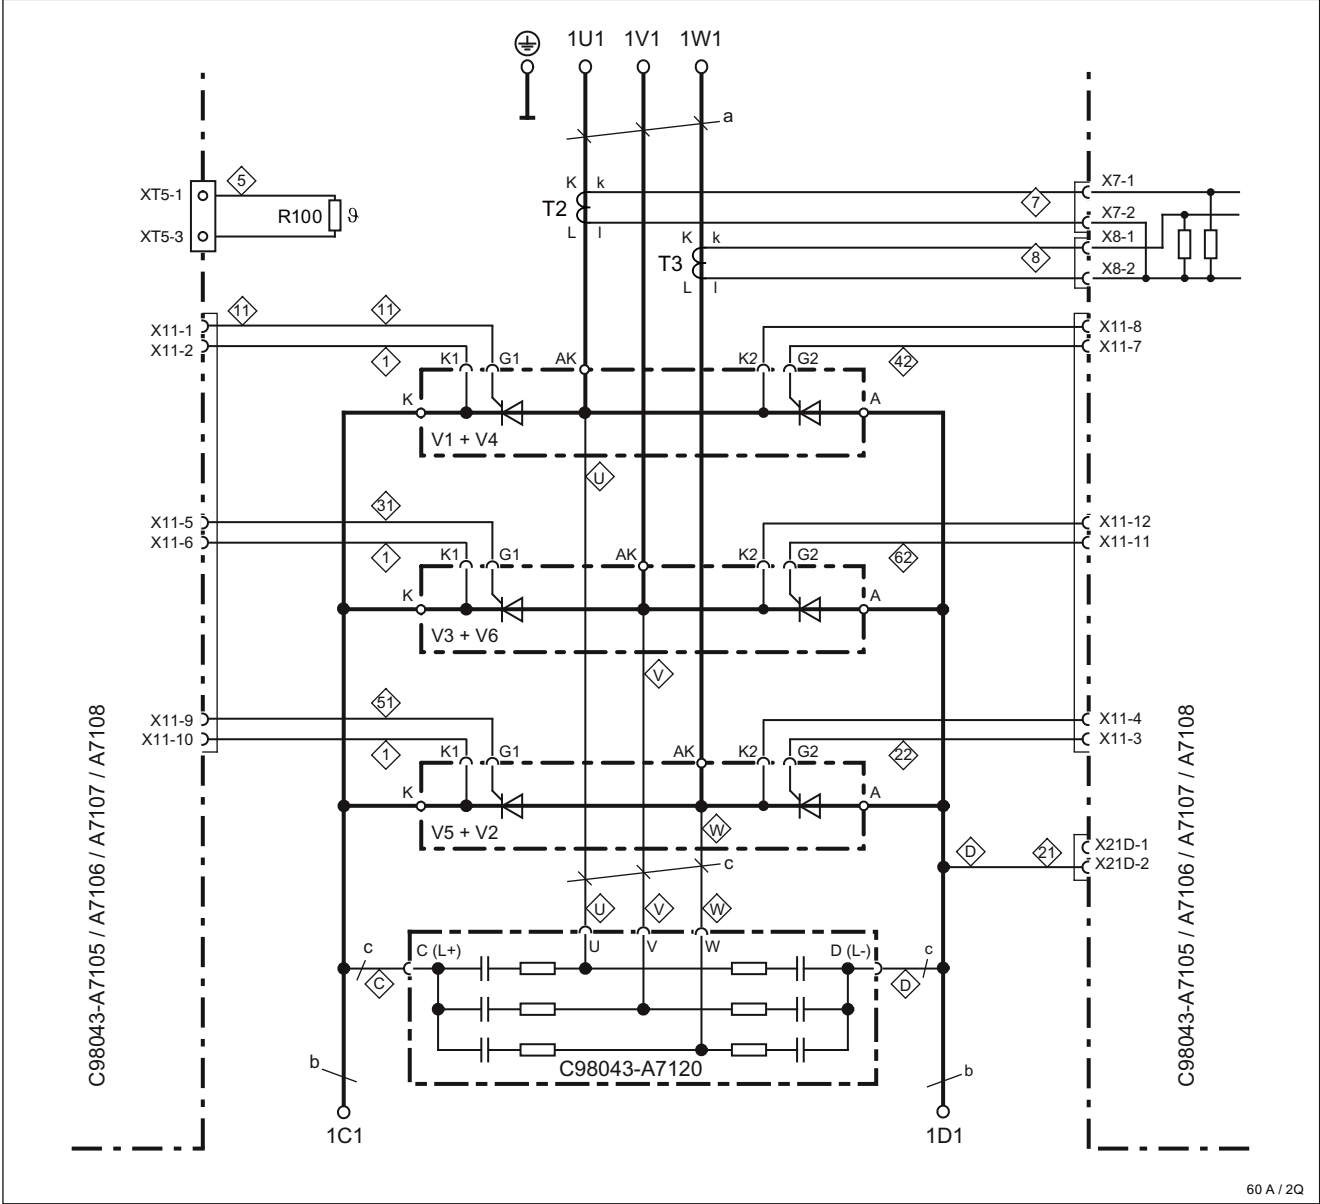 1U1 1V1 1W1
a
XT5-1 5
R100 ϑ
XT5-3
K k
T2
L l
K k
T3
L l
7 X7-1
X7-2
8 X8-1
X8-2
X11-1 11 11
X11-2 1
K1 G1 AK K2 G2
X11-8
42 X11-7
K A
V1 + V4
U
X11-5 31
X11-6 1
K1 G1 AK K2 G2
X11-12
62 X11-11
K A
V3 + V6
V
X11-9 51
X11-10 1
K1 G1 AK K2 G2
X11-4
22 X11-3
K A
V5 + V2
W
c
D 21 X21D-1
X21D-2
U V W
U V W
c C (L+) D (L-) c
C D
C98043-A7120
b b
1C1 1D1
C98043-A7105 / A7106 / A7107 / A7108
C98043-A7105 / A7106 / A7107 / A7108
60 A / 2Q